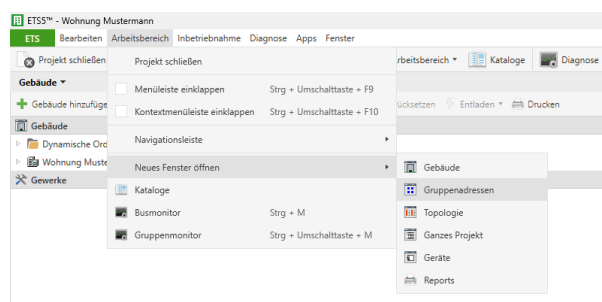 ETS5™ - Wohnung Mustermann
ETS Bearbeiten Arbeitsbereich Inbetriebnahme Diagnose Apps Fenster
Projekt schließen
rbeitsbereich Kataloge Diagnose
Projekt schließen
Gebäude
Menüleiste einklappen Strg + Umschalttaste + F9
Gebäude hinzufüge
Kontextmenüleiste einklappen Strg + Umschalttaste + F10
ücksetzen Entladen Drucken
Gebäude
Dynamische Ord
Navigationsleiste
Wohnung Muste
Neues Fenster öffnen
Gewerke
Kataloge
Busmonitor Strg + M
Gruppenmonitor Strg + Umschalttaste + M
Gebäude
Gruppenadressen
Topologie
Ganzes Projekt
Geräte
Reports